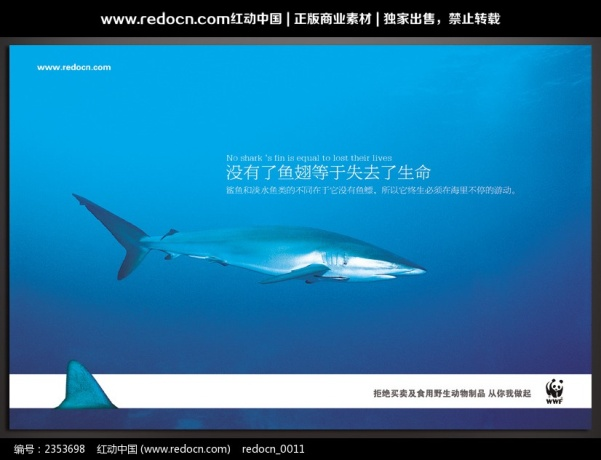 www.redocn.com红动中国 | 正版商业素材 | 独家出售，禁止转载
www.redocn.com
No shark 's fin is equal to lost their lives
没有了鱼翅等于失去了生命
鲨鱼和淡水鱼类的不同在于它没有鱼鳔，所以它终生必须在海里不停的游动。
拒绝买卖及食用野生动物制品 从你我做起
WWF
编号：2353698 红动中国 (www.redocn.com) redocn_0011